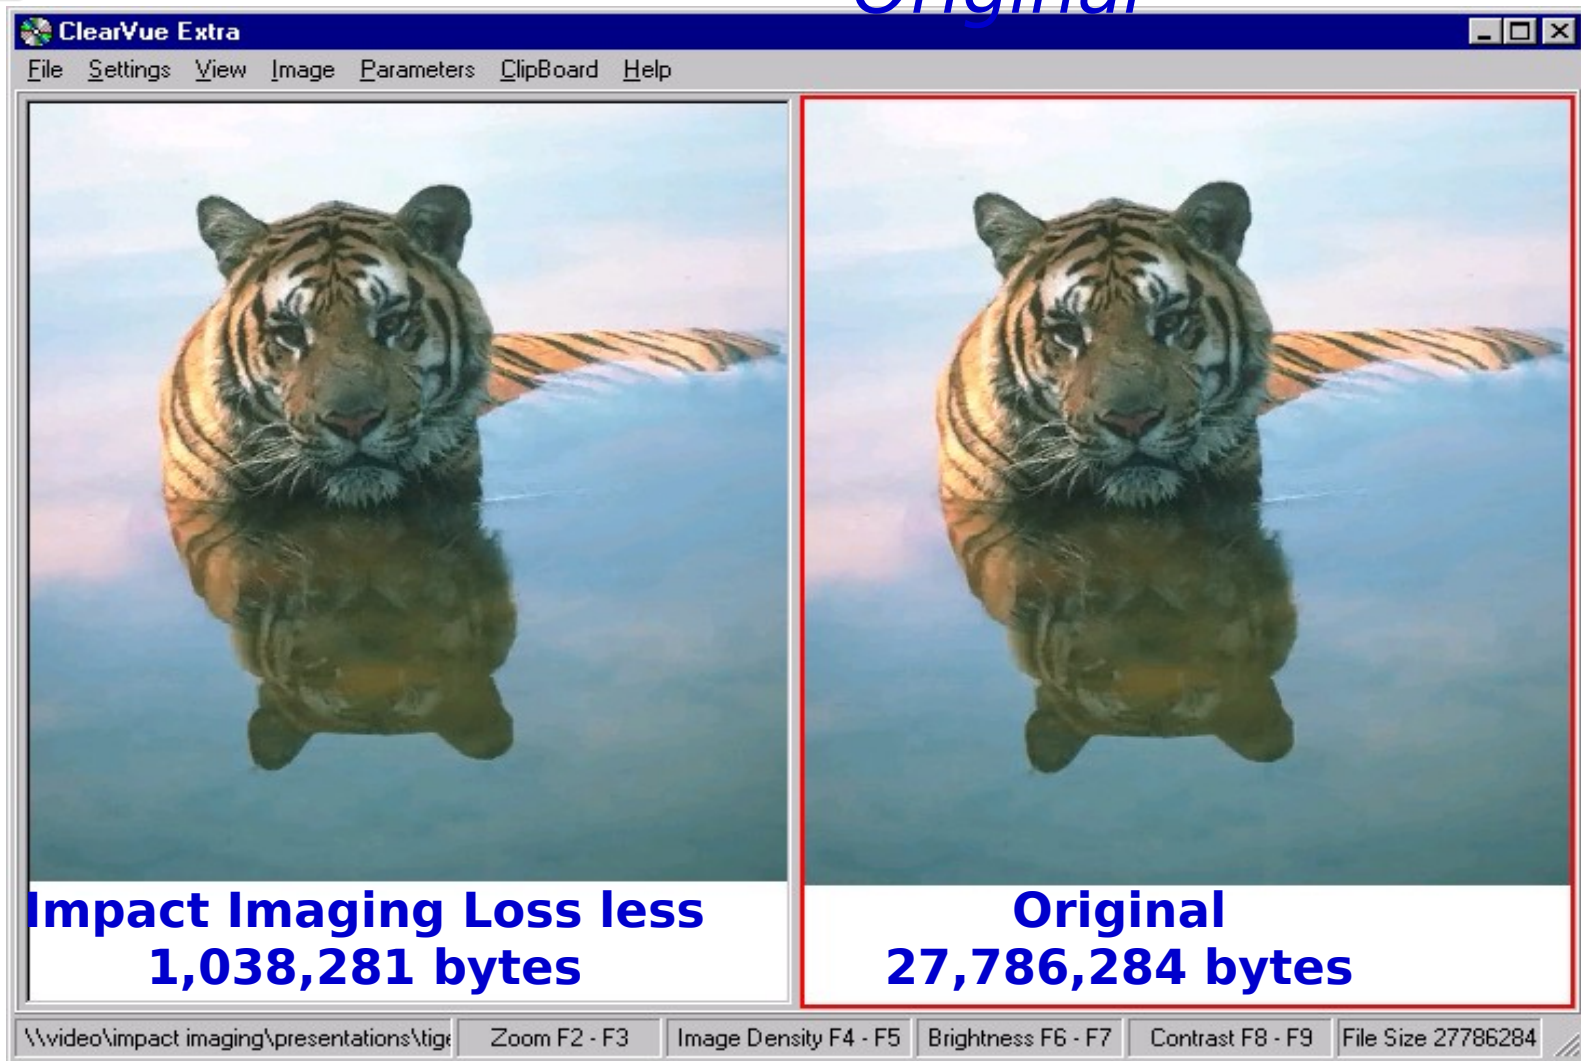 Original
ClearVue Extra
File Settings View Image Parameters ClipBoard Help
Impact Imaging Loss less
1,038,281 bytes
Original
27,786,284 bytes
\\video\impact imaging\presentations\tige Zoom F2 - F3 Image Density F4 - F5 Brightness F6 - F7 Contrast F8 - F9 File Size 27786284